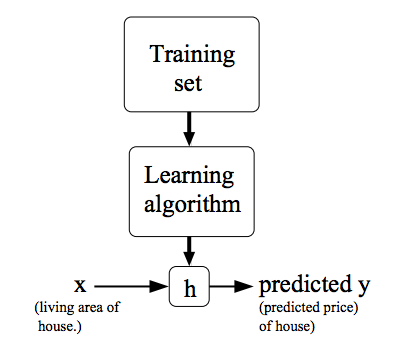 Training
set
Learning
algorithm
x
h
predicted y
(living area of
house.)
(predicted price)
of house)